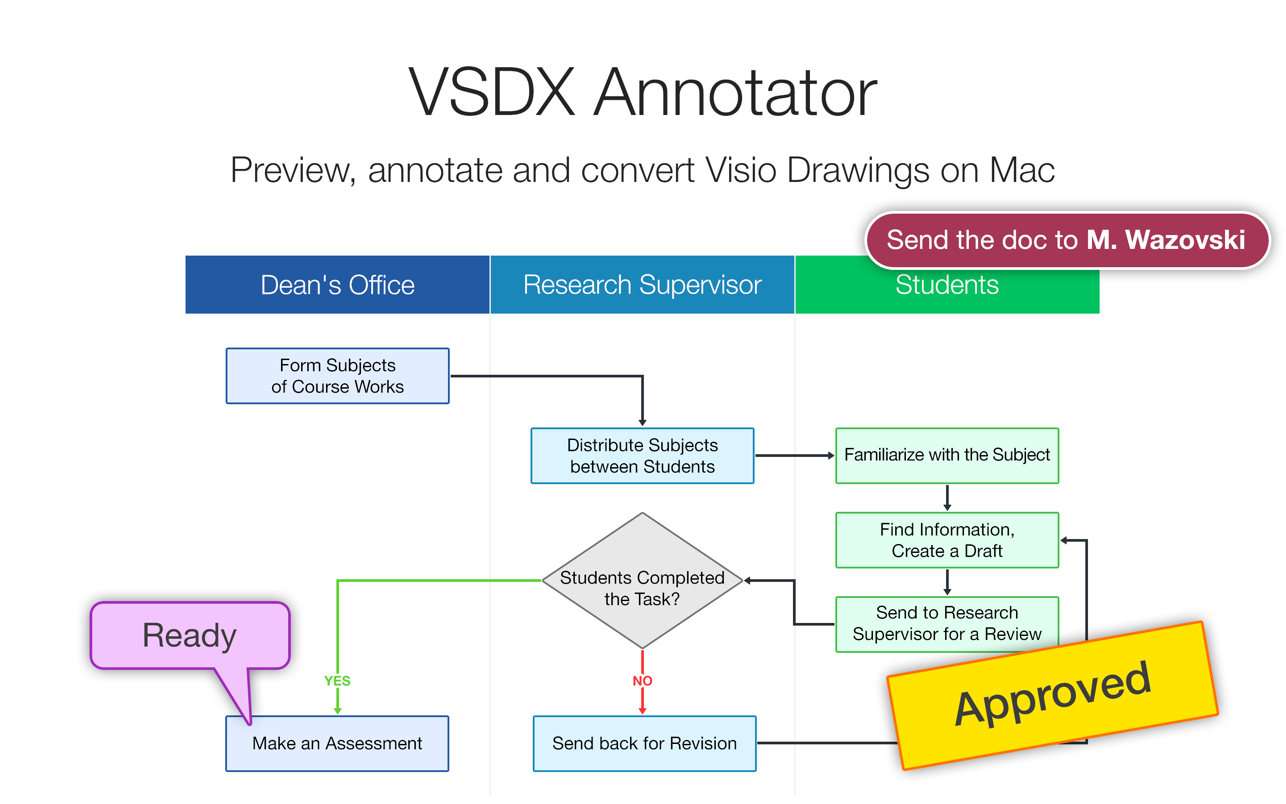 VSDX Annotator
Preview, annotate and convert Visio Drawings on Mac
Send the doc to M. Wazovski
Dean's Office
Research Supervisor
Students
Form Subjects
of Course Works
Distribute Subjects
between Students
Familiarize with the Subject
Find Information,
Create a Draft
Students Completed
the Task?
Send to Research
Supervisor for a Review
Ready
YES
NO
Approved
Make an Assessment
Send back for Revision